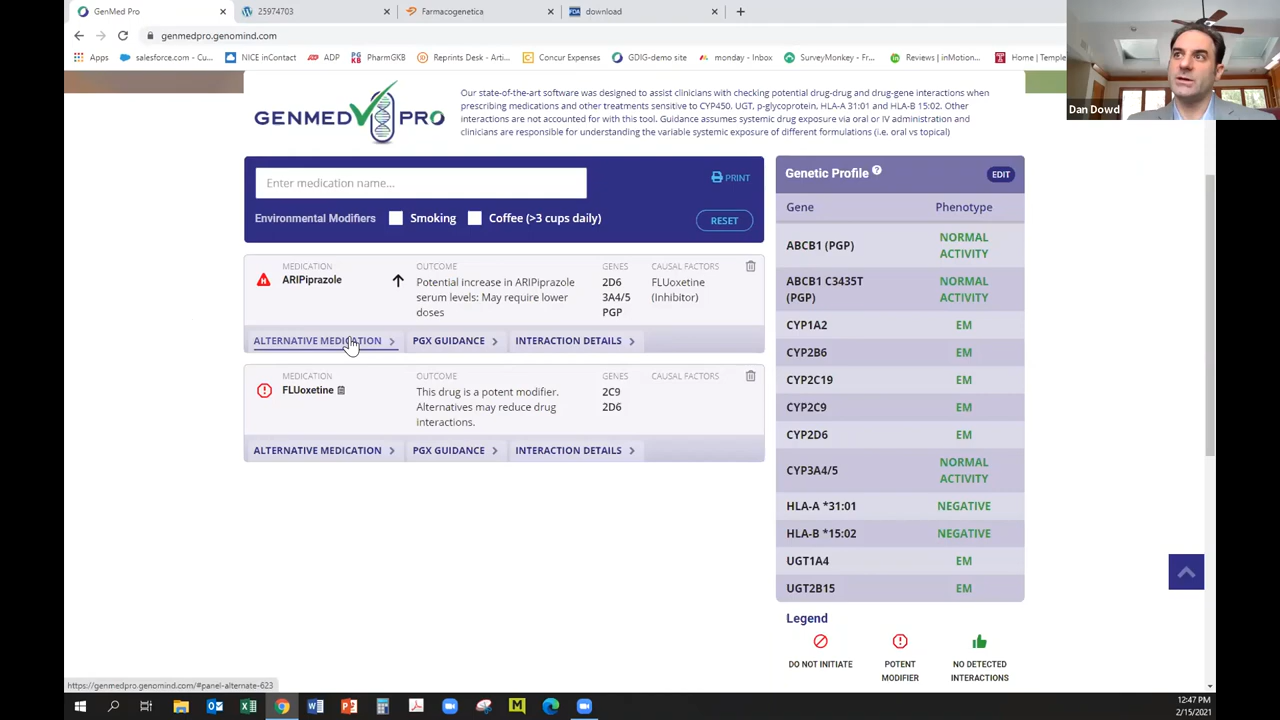 GenMed Pro
25974703
Farmacogenetica
download
genmedpro.genomind.com
Apps
salesforce.com - Cu...
NICE inContact
ADP
PharmGKB
Reprints Desk - Arti...
Concur Expenses
GDIG-demo site
monday - Inbox
SurveyMonkey - Fr...
Reviews | inMotion...
Home | Temple
Dan Dowd
GENMED PRO
Our state-of-the-art software was designed to assist clinicians with checking potential drug-drug and drug-gene interactions when
prescribing medications and other treatments sensitive to CYP450, UGT, p-glycoprotein, HLA-A 31:01 and HLA-B 15:02. Other
interactions are not accounted for with this tool. Guidance assumes systemic drug exposure via oral or IV administration and
clinicians are responsible for understanding the variable systemic exposure of different formulations (i.e. oral vs topical)
Enter medication name...
PRINT
Environmental Modifiers
Smoking
Coffee (>3 cups daily)
RESET
MEDICATION
ARIPiprazole
OUTCOME
Potential increase in ARIPiprazole
serum levels: May require lower
doses
GENES
2D6
3A4/5
PGP
CAUSAL FACTORS
FLUoxetine
(Inhibitor)
ALTERNATIVE MEDICATION
PGX GUIDANCE
INTERACTION DETAILS
MEDICATION
FLUoxetine
OUTCOME
This drug is a potent modifier.
Alternatives may reduce drug
interactions.
GENES
2C9
2D6
CAUSAL FACTORS
ALTERNATIVE MEDICATION
PGX GUIDANCE
INTERACTION DETAILS
Genetic Profile
EDIT
Gene Phenotype
ABCB1 (PGP) NORMAL
ACTIVITY
ABCB1 C3435T
(PGP) NORMAL
ACTIVITY
CYP1A2 EM
CYP2B6 EM
CYP2C19 EM
CYP2C9 EM
CYP2D6 EM
CYP3A4/5 NORMAL
ACTIVITY
HLA-A *31:01 NEGATIVE
HLA-B *15:02 NEGATIVE
UGT1A4 EM
UGT2B15 EM
Legend
DO NOT INITIATE
POTENT
MODIFIER
NO DETECTED
INTERACTIONS
https://genmedpro.genomind.com/#panel-alternate-623
12:47 PM
2/15/2021